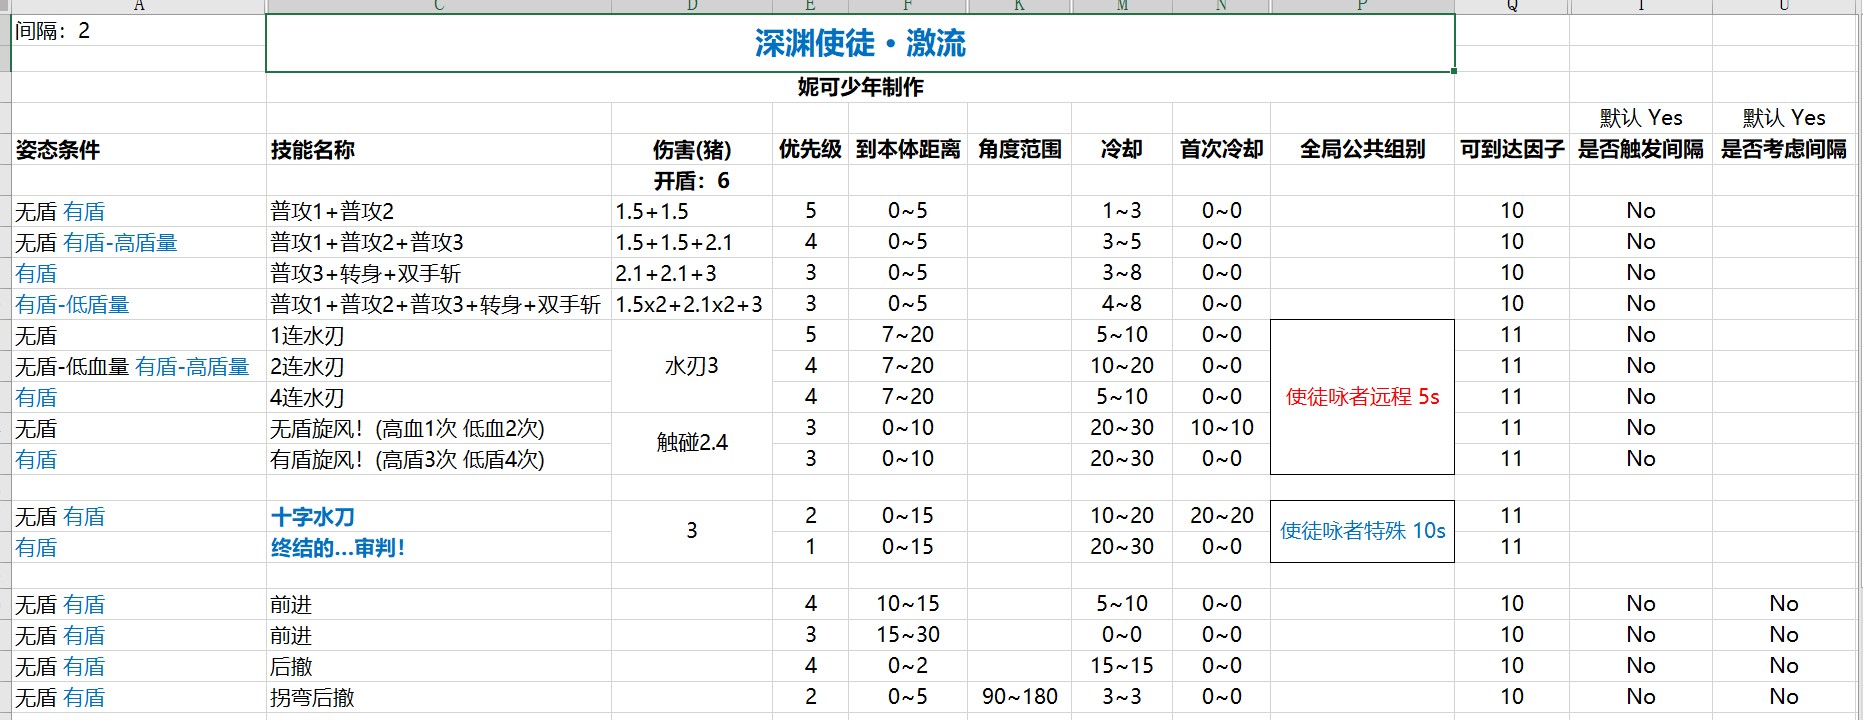 A C D E F K M N P Q T U
间隔：2
深渊使徒·激流
妮可少年制作
默认 Yes 默认 Yes
姿态条件 技能名称 伤害(猪) 优先级 到本体距离 角度范围 冷却 首次冷却 全局公共组别 可到达因子 是否触发间隔 是否考虑间隔
开盾：6
无盾 有盾 普攻1+普攻2 1.5+1.5 5 0~5 1~3 0~0 10 No
无盾 有盾-高盾量 普攻1+普攻2+普攻3 1.5+1.5+2.1 4 0~5 3~5 0~0 10 No
有盾 普攻3+转身+双手斩 2.1+2.1+3 3 0~5 3~8 0~0 10 No
有盾-低盾量 普攻1+普攻2+普攻3+转身+双手斩 1.5x2+2.1x2+3 3 0~5 4~8 0~0 10 No
无盾 1连水刃 5 7~20 5~10 0~0 11 No
无盾-低血量 有盾-高盾量 2连水刃 水刃3 4 7~20 10~20 0~0 11 No
有盾 4连水刃 4 7~20 5~10 0~0 使徒咏者远程 5s 11 No
无盾 无盾旋风！(高血1次 低血2次) 3 0~10 20~30 10~10 11 No
触碰2.4
有盾 有盾旋风！(高盾3次 低盾4次) 3 0~10 20~30 0~0 11 No
无盾 有盾 十字水刀 2 0~15 10~20 20~20 11
3 使徒咏者特殊 10s
有盾 终结的...审判！ 1 0~15 20~30 0~0 11
无盾 有盾 前进 4 10~15 5~10 0~0 10 No No
无盾 有盾 前进 3 15~30 0~0 0~0 10 No No
无盾 有盾 后撤 4 0~2 15~15 0~0 10 No No
无盾 有盾 拐弯后撤 2 0~5 90~180 3~3 0~0 10 No No